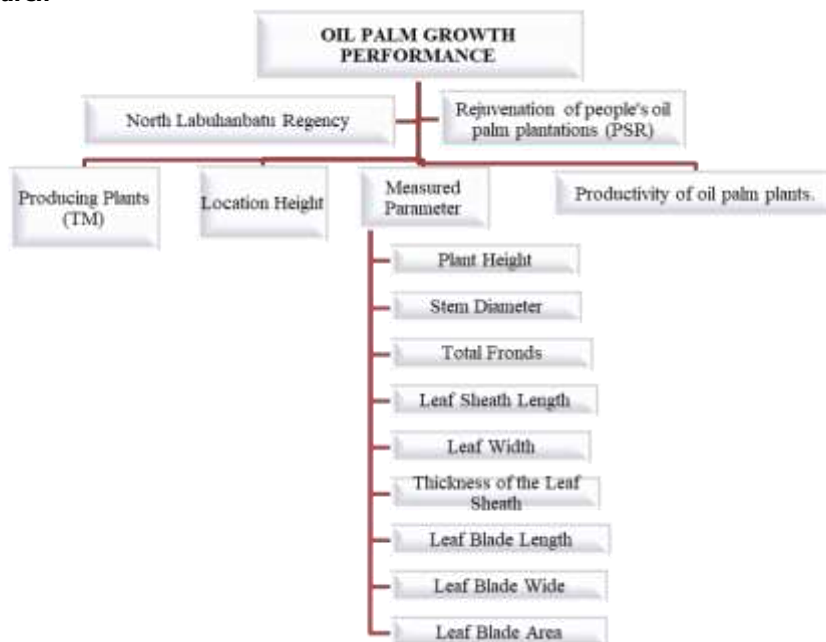 OIL PALM GROWTH
PERFORMANCE
North Labuhanbatu Regency
Rejuvenation of people's oil
palm plantations (PSR)
Producing Plants
(TM)
Location Height
Measured
Parameter
Productivity of oil palm plants.
Plant Height
Stem Diameter
Total Fronds
Leaf Sheath Length
Leaf Width
Thickness of the Leaf
Sheath
Leaf Blade Length
Leaf Blade Wide
Leaf Blade Area